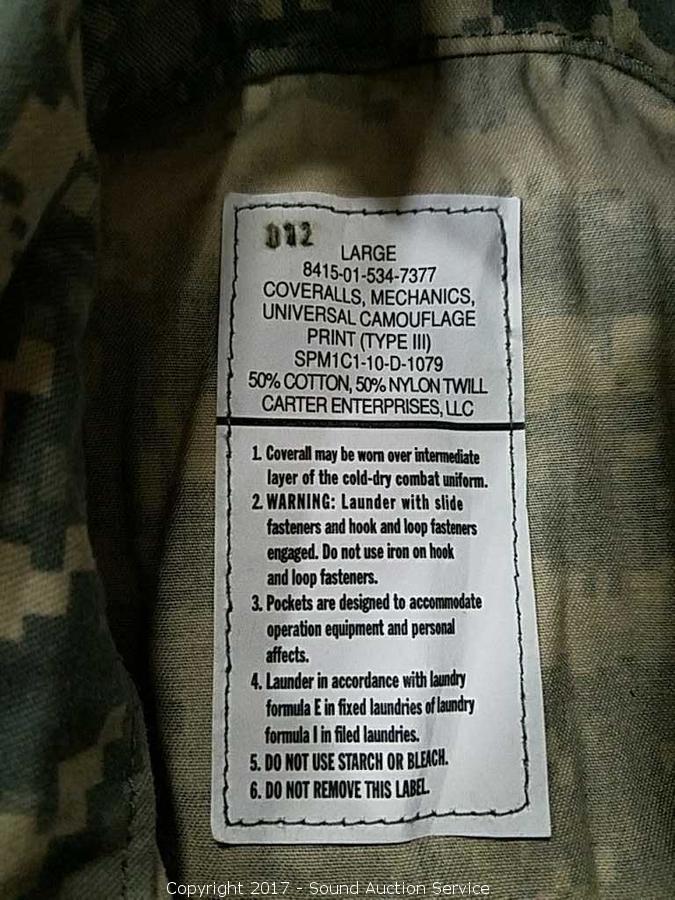 012
LARGE
8415-01-534-7377
COVERALLS, MECHANICS,
UNIVERSAL CAMOUFLAGE
PRINT (TYPE III)
SPM1C1-10-D-1079
50% COTTON, 50% NYLON TWILL
CARTER ENTERPRISES, LLC
1. Coverall may be worn over intermediate
layer of the cold-dry combat uniform.
2. WARNING: Launder with slide
fasteners and hook and loop fasteners
engaged. Do not use iron on hook
and loop fasteners.
3. Pockets are designed to accommodate
operation equipment and personal
affects.
4. Launder in accordance with laundry
formula E in fixed laundries of laundry
formula I in filed laundries.
5. DO NOT USE STARCH OR BLEACH.
6. DO NOT REMOVE THIS LABEL.
Copyright 2017 - Sound Auction Service